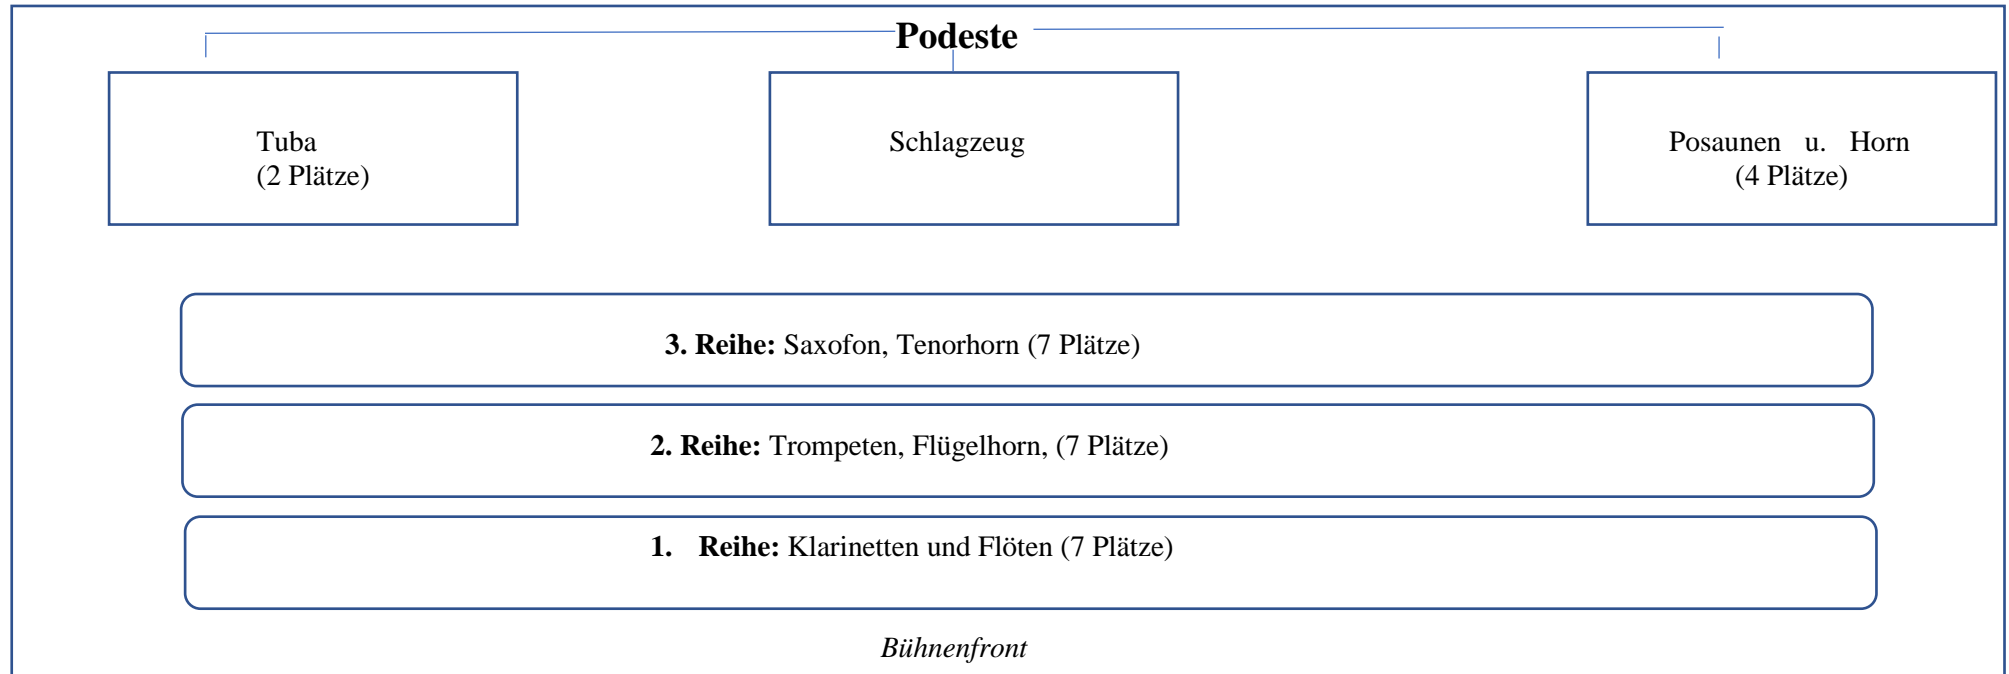 Podeste
Tuba
(2 Plätze)
Schlagzeug
Posaunen u. Horn
(4 Plätze)
3. Reihe: Saxofon, Tenorhorn (7 Plätze)
2. Reihe: Trompeten, Flügelhorn, (7 Plätze)
1. Reihe: Klarinetten und Flöten (7 Plätze)
Bühnenfront